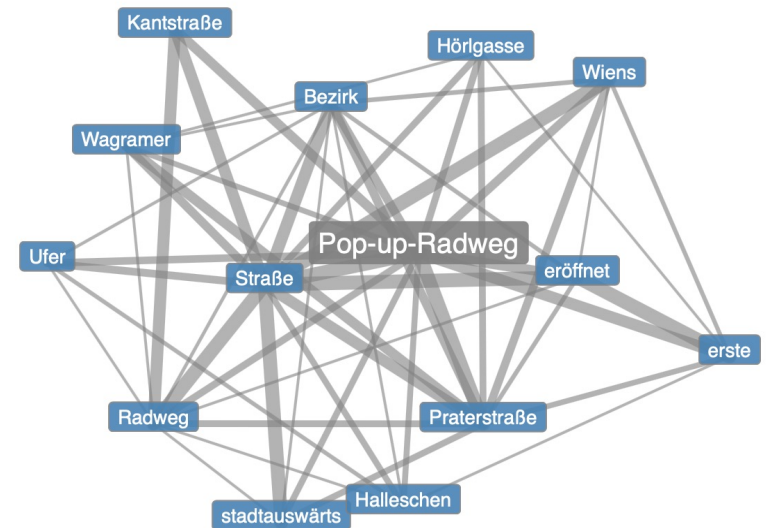 Kantstraße
Hörlgasse
Wiens
Bezirk
Wagramer
Pop-up-Radweg
Ufer
Straße
eröffnet
erste
Radweg
Praterstraße
Halleschen
stadtauswärts